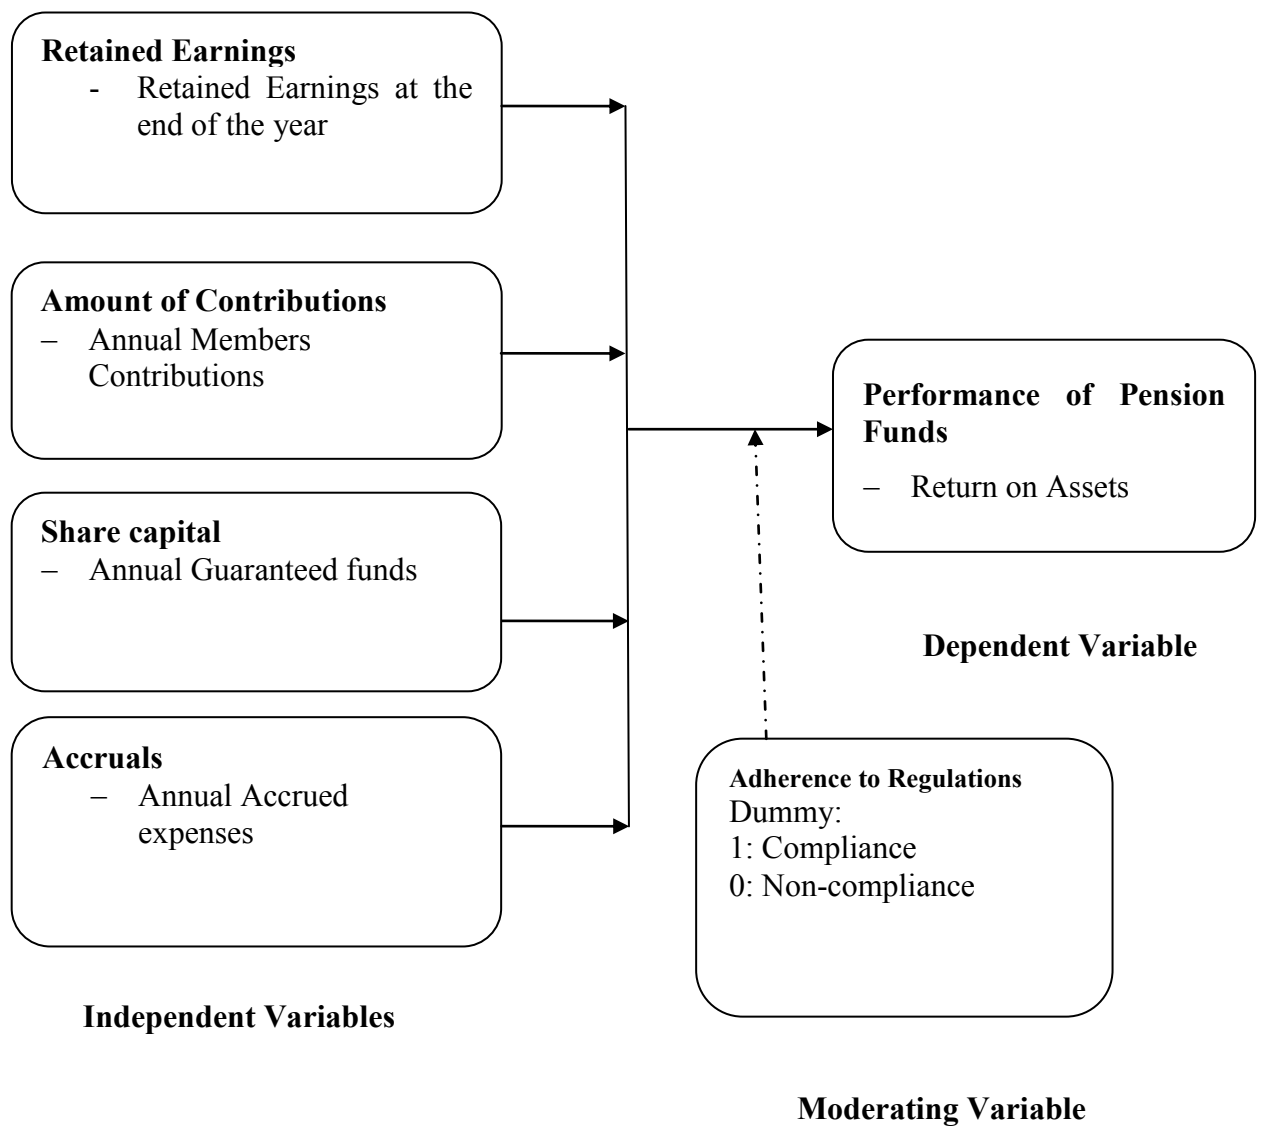 Retained Earnings
- Retained Earnings at the
end of the year
Amount of Contributions
– Annual Members
Contributions
Share capital
– Annual Guaranteed funds
Accruals
– Annual Accrued
expenses
Independent Variables
Performance of Pension
Funds
– Return on Assets
Dependent Variable
Adherence to Regulations
Dummy:
1: Compliance
0: Non-compliance
Moderating Variable